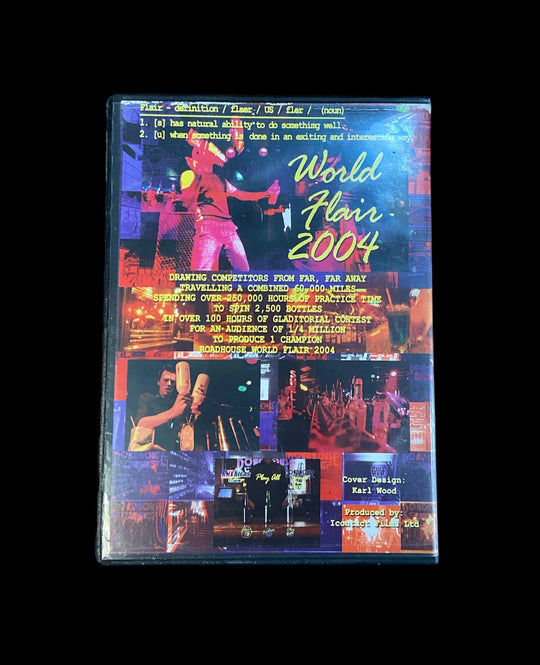 Flair - definition / flaer / US / fler / (noun)
1. [s] has natural ability to do something well.
2. [u] when something is done in an exciting and interesting way.
World
Flair
2004
DRAWING COMPETITORS FROM FAR, FAR AWAY
TRAVELLING A COMBINED 60,000 MILES
SPENDING OVER 250,000 HOURS OF PRACTICE TIME
TO SPIN 2,500 BOTTLES
IN OVER 100 HOURS OF GLADITORIAL CONTEST
FOR AN AUDIENCE OF 1/4 MILLION
TO PRODUCE 1 CHAMPION
ROADHOUSE WORLD FLAIR 2004
Play All
Cover Design:
Karl Wood
Produced by:
Films Ltd